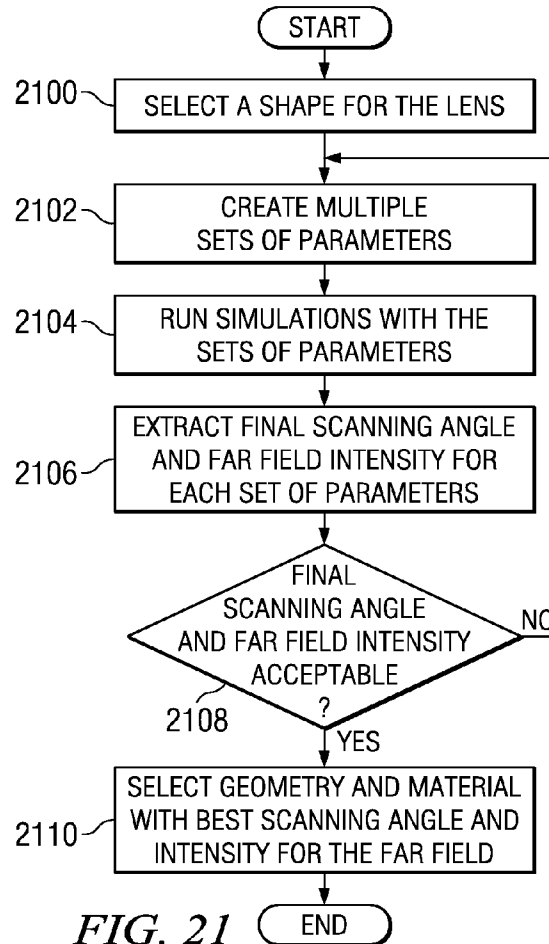 START
2100
SELECT A SHAPE FOR THE LENS
2102
CREATE MULTIPLE
SETS OF PARAMETERS
2104
RUN SIMULATIONS WITH THE
SETS OF PARAMETERS
2106
EXTRACT FINAL SCANNING ANGLE
AND FAR FIELD INTENSITY FOR
EACH SET OF PARAMETERS
FINAL
SCANNING ANGLE
AND FAR FIELD INTENSITY
ACCEPTABLE
?
NO
2108
YES
2110
SELECT GEOMETRY AND MATERIAL
WITH BEST SCANNING ANGLE AND
INTENSITY FOR THE FAR FIELD
FIG. 21
END